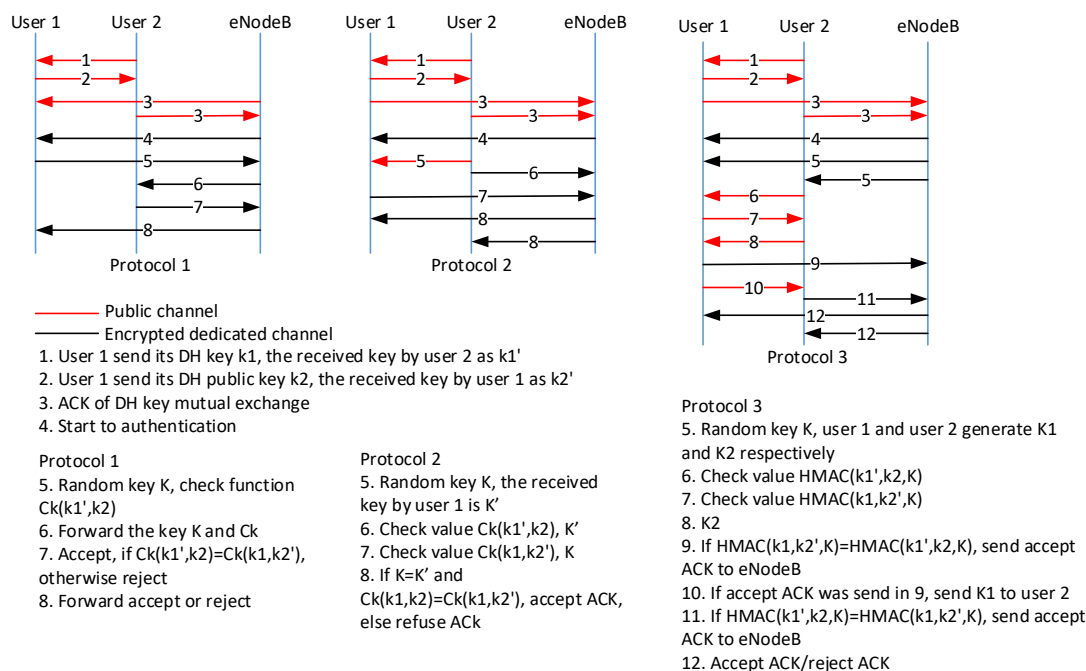 User 1 User 2 eNodeB
1
2
3
3
4
5
6
7
8
Protocol 1
User 1 User 2 eNodeB
1
2
3
3
4
5
6
7
8
8
Protocol 2
User 1 User 2 eNodeB
1
2
3
3
4
5
5
6
7
8
9
10
11
12
12
Protocol 3
Public channel
Encrypted dedicated channel
1. User 1 send its DH key k1, the received key by user 2 as k1'
2. User 1 send its DH public key k2, the received key by user 1 as k2'
3. ACK of DH key mutual exchange
4. Start to authentication
Protocol 1
5. Random key K, check function
Ck(k1',k2)
6. Forward the key K and Ck
7. Accept, if Ck(k1',k2)=Ck(k1,k2'),
otherwise reject
8. Forward accept or reject
Protocol 2
5. Random key K, the received
key by user 1 is K’
6. Check value Ck(k1',k2), K’
7. Check value Ck(k1,k2'), K
8. If K=K’ and
Ck(k1,k2)=Ck(k1,k2'), accept ACK,
else refuse ACk
Protocol 3
5. Random key K, user 1 and user 2 generate K1
and K2 respectively
6. Check value HMAC(k1',k2,K)
7. Check value HMAC(k1,k2',K)
8. K2
9. If HMAC(k1,k2',K)=HMAC(k1',k2,K), send accept
ACK to eNodeB
10. If accept ACK was send in 9, send K1 to user 2
11. If HMAC(k1',k2,K)=HMAC(k1,k2',K), send accept
ACK to eNodeB
12. Accept ACK/reject ACK